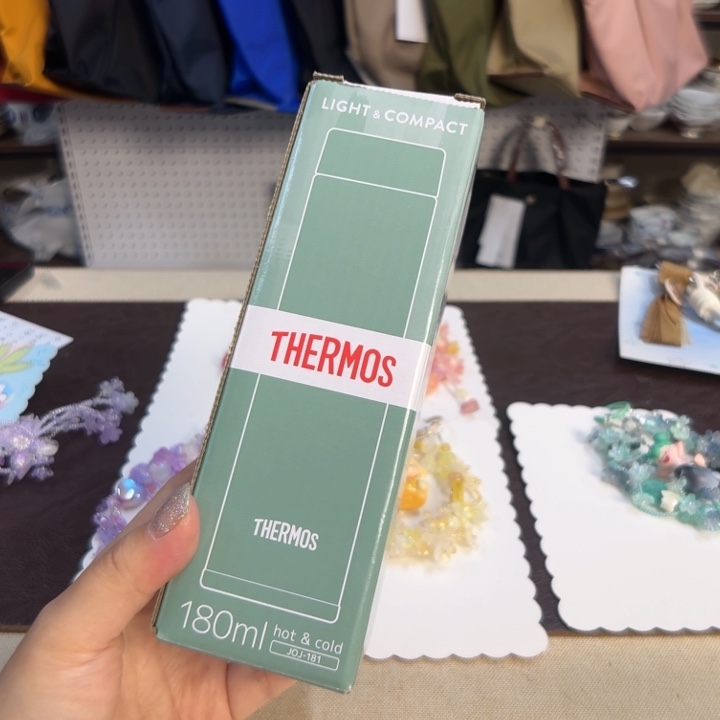 LIGHT & COMPACT
THERMOS
THERMOS
180ml hot & cold
JOJ-181